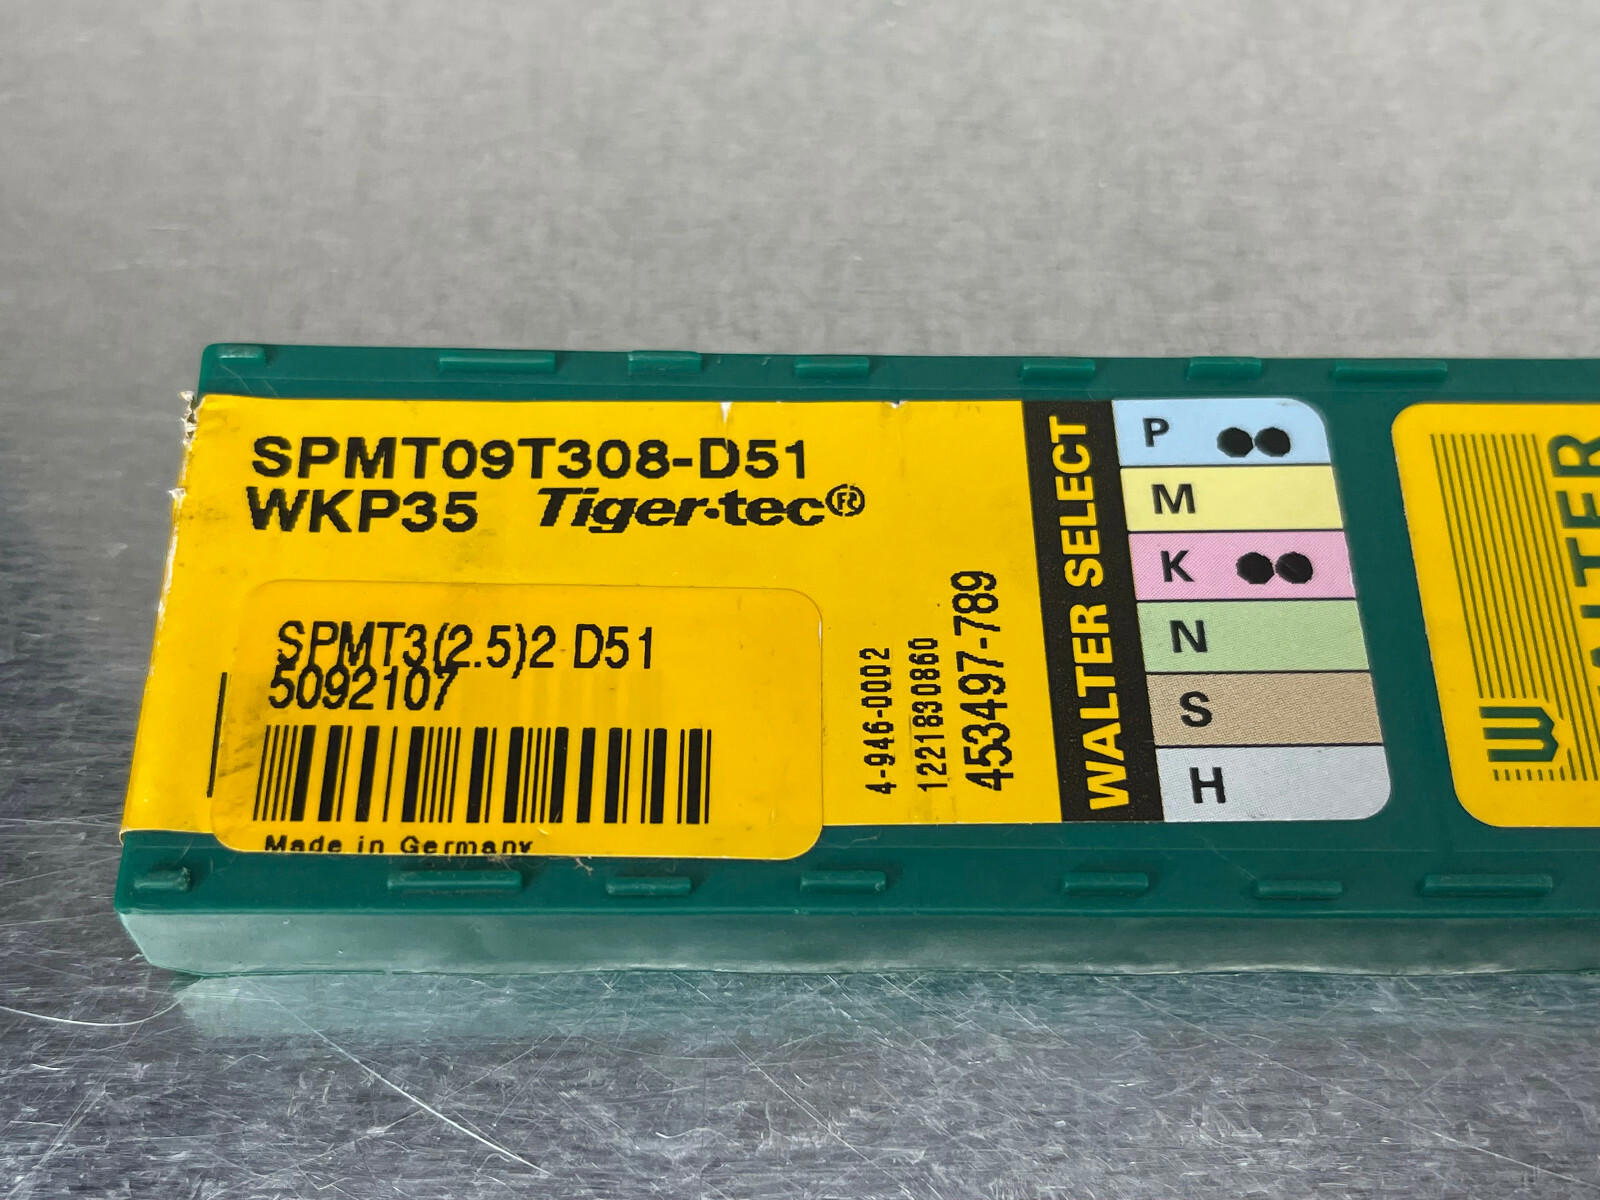 SPMT09T308-D51
WKP35 Tiger·tec®
SPMT3(2.5)2 D51
5092107
Made in Germany
4-946-0002
1221830860
453497-789
WALTER SELECT
P
M
K
N
S
H
WALTER